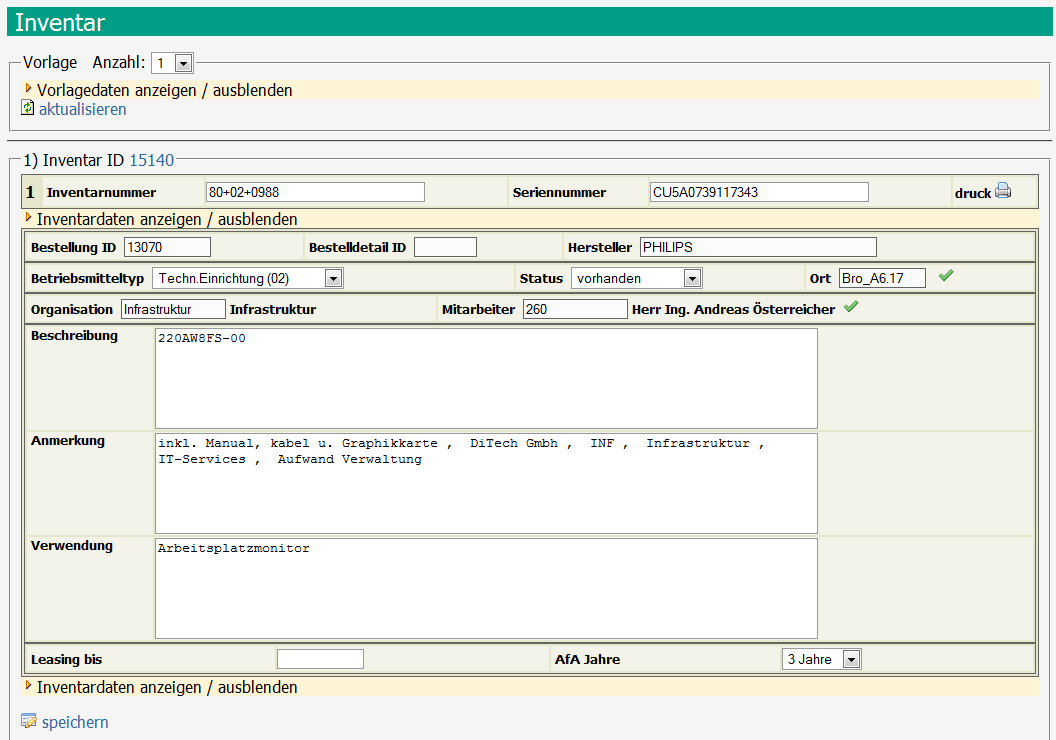 Inventar
Vorlage Anzahl: 1
Vorlagedaten anzeigen / ausblenden
aktualisieren
1) Inventar ID 15140
1 Inventarnummer 80+02+0988 Seriennummer CU5A0739117343 druck
Inventardaten anzeigen / ausblenden
Bestellung ID 13070 Bestelldetail ID Hersteller PHILIPS
Betriebsmitteltyp Techn.Einrichtung (02) Status vorhanden Ort Bro_A6.17
Organisation Infrastruktur Infrastruktur Mitarbeiter 260 Herr Ing. Andreas Österreicher
Beschreibung 220AW8FS-00
Anmerkung inkl. Manual, kabel u. Graphikkarte , DiTech Gmbh , INF , Infrastruktur ,
IT-Services , Aufwand Verwaltung
Verwendung Arbeitsplatzmonitor
Leasing bis AfA Jahre 3 Jahre
Inventardaten anzeigen / ausblenden
speichern